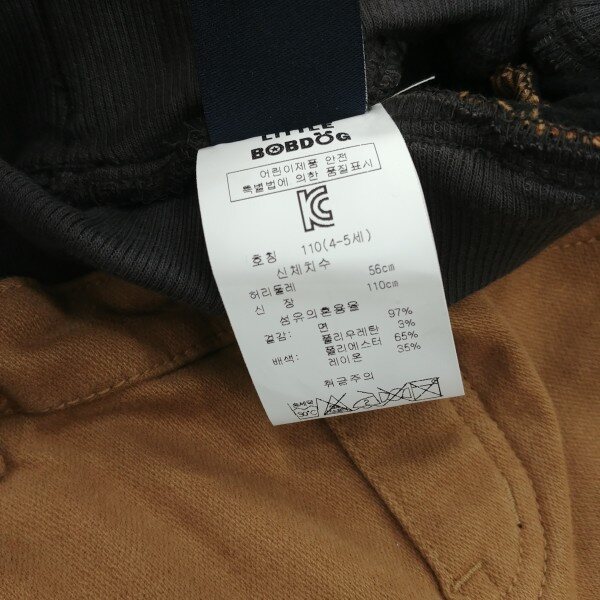 LITTLE
BOBDOG
어린이제품 안전
특별법에 의한 품질표시
호칭 110(4-5세)
신체치수
허리둘레 56cm
신 장 110cm
섬유의혼용율
겉감: 면 97%
폴리우레탄 3%
배색: 폴리에스터 65%
레이온 35%
취급주의